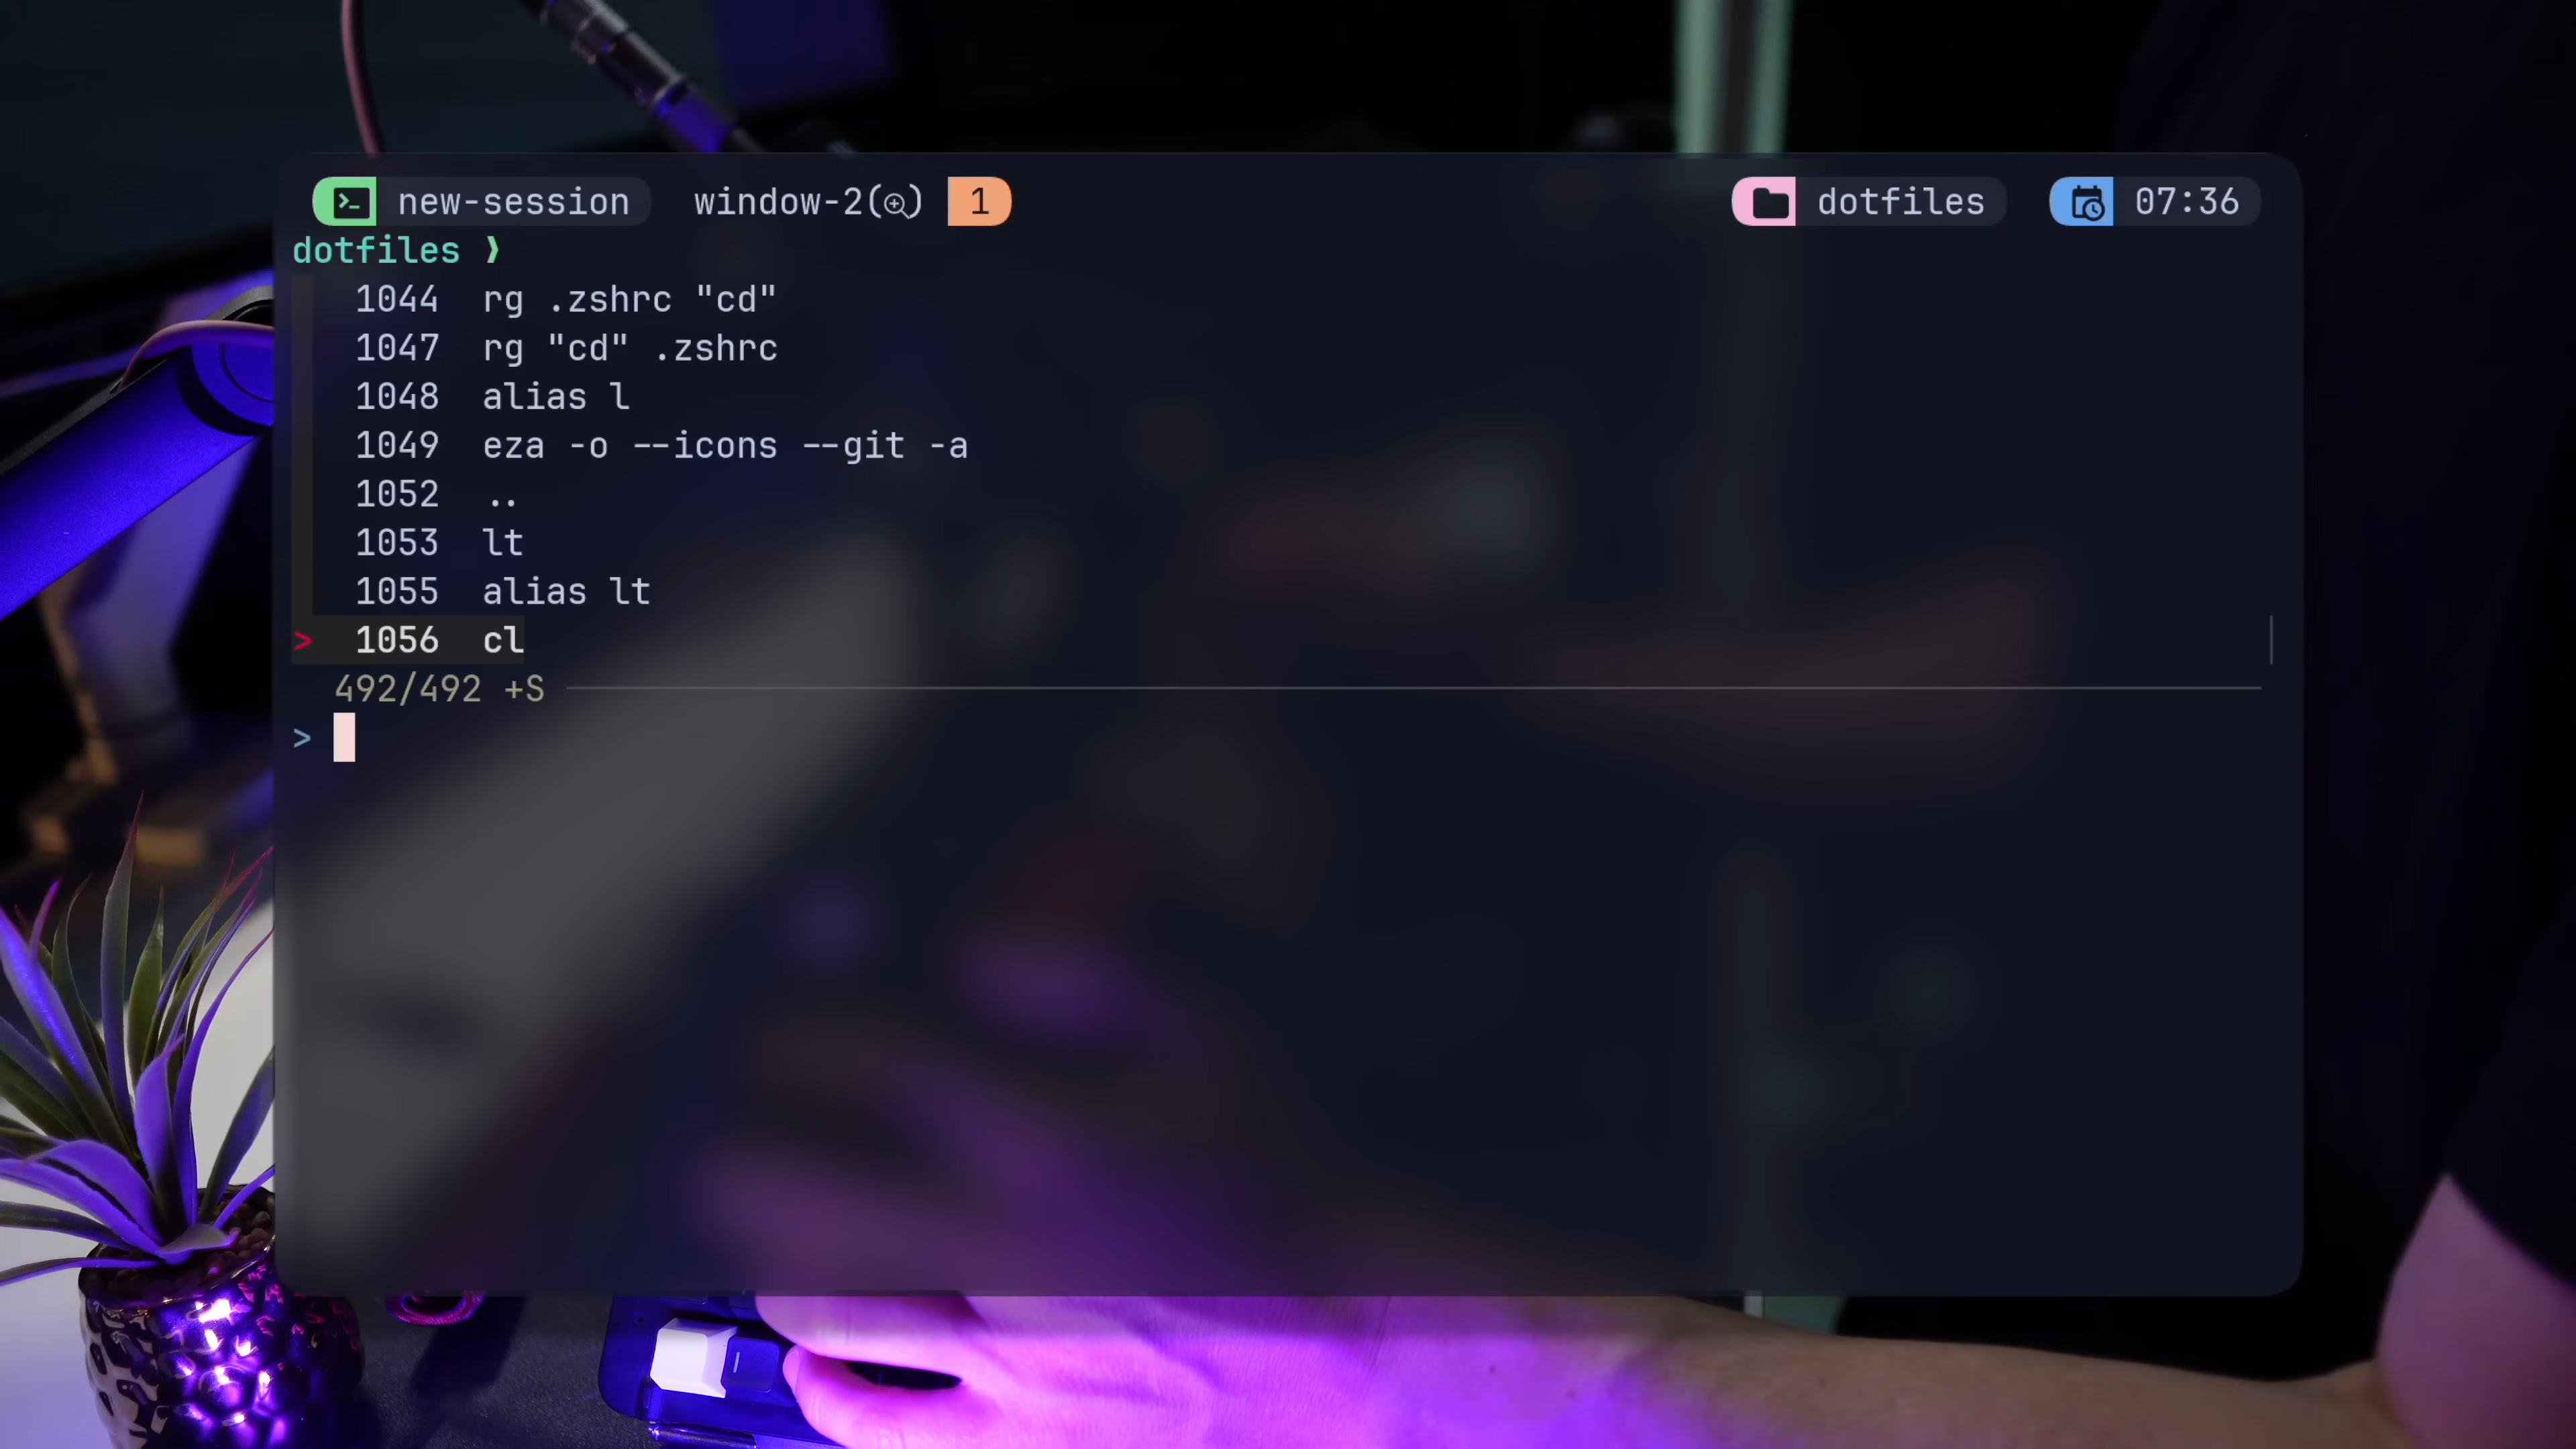 new-session window-2() 1 dotfiles 07:36
dotfiles ❯
1044 rg .zshrc "cd"
1047 rg "cd" .zshrc
1048 alias l
1049 eza -o --icons --git -a
1052 ..
1053 lt
1055 alias lt
> 1056 cl
492/492 +S
>